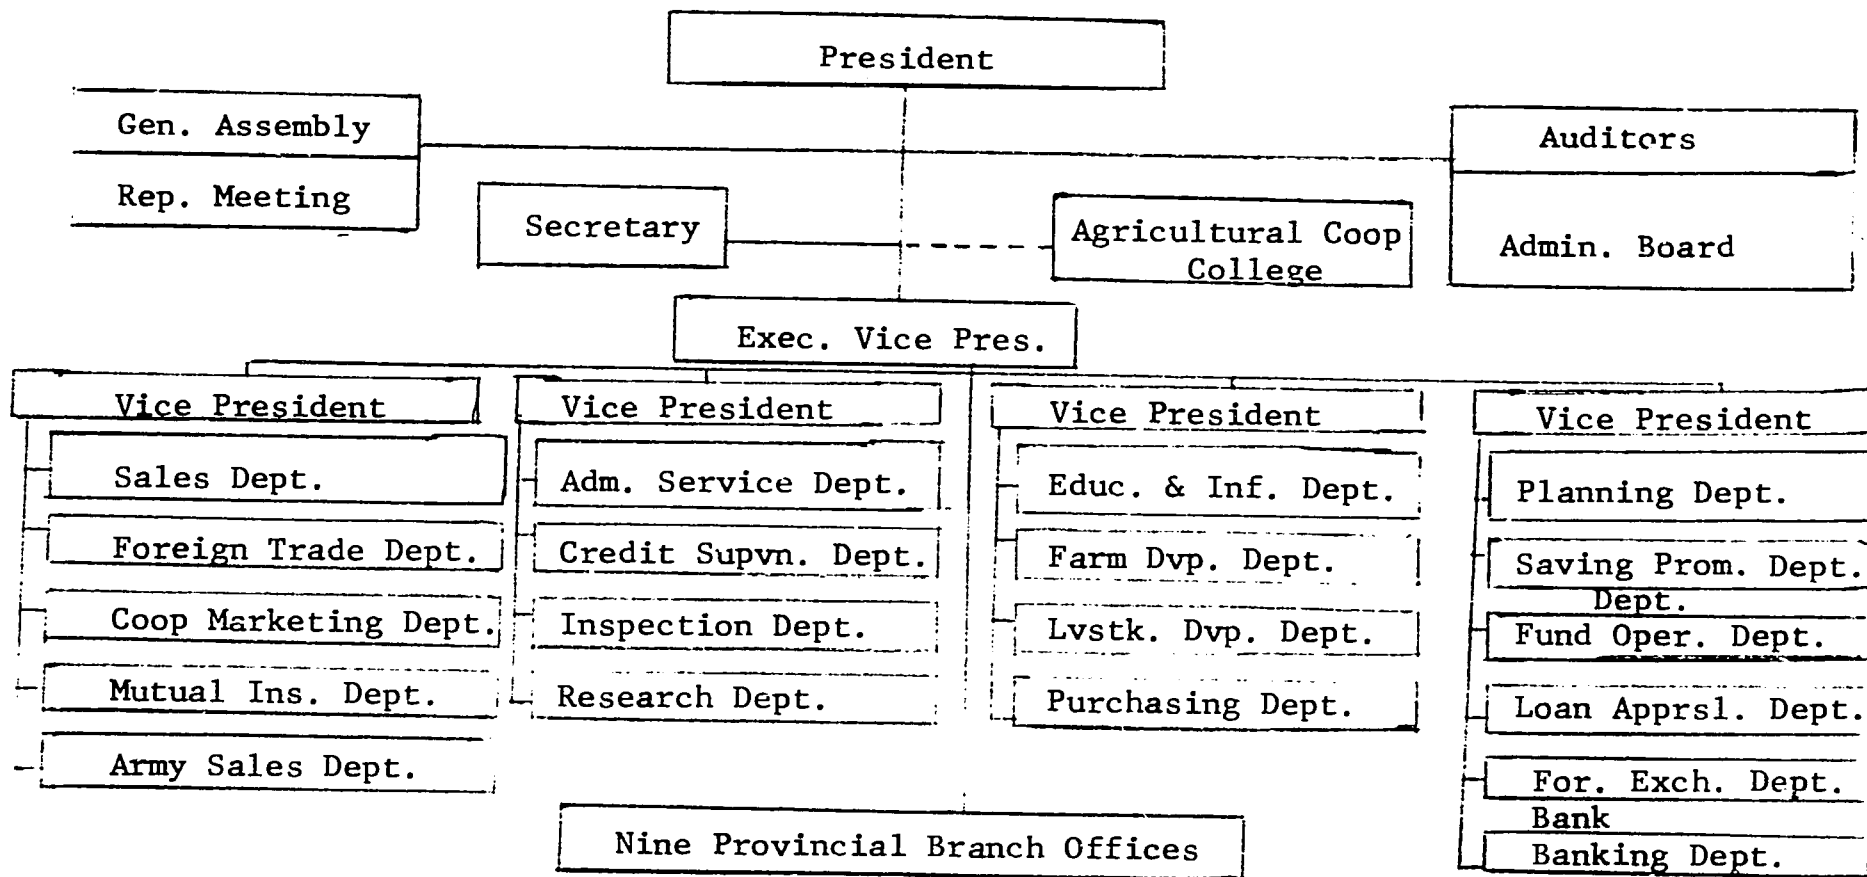 President
Gen. Assembly
Rep. Meeting
Auditors
Admin. Board
Secretary
Agricultural Coop
College
Exec. Vice Pres.
Vice President
Sales Dept.
Foreign Trade Dept.
Coop Marketing Dept.
Mutual Ins. Dept.
Army Sales Dept.
Vice President
Adm. Service Dept.
Credit Supvn. Dept.
Inspection Dept.
Research Dept.
Vice President
Educ. & Inf. Dept.
Farm Dvp. Dept.
Lvstk. Dvp. Dept.
Purchasing Dept.
Vice President
Planning Dept.
Saving Prom. Dept.
Dept.
Fund Oper. Dept.
Loan Apprsl. Dept.
For. Exch. Dept.
Bank
Banking Dept.
Nine Provincial Branch Offices